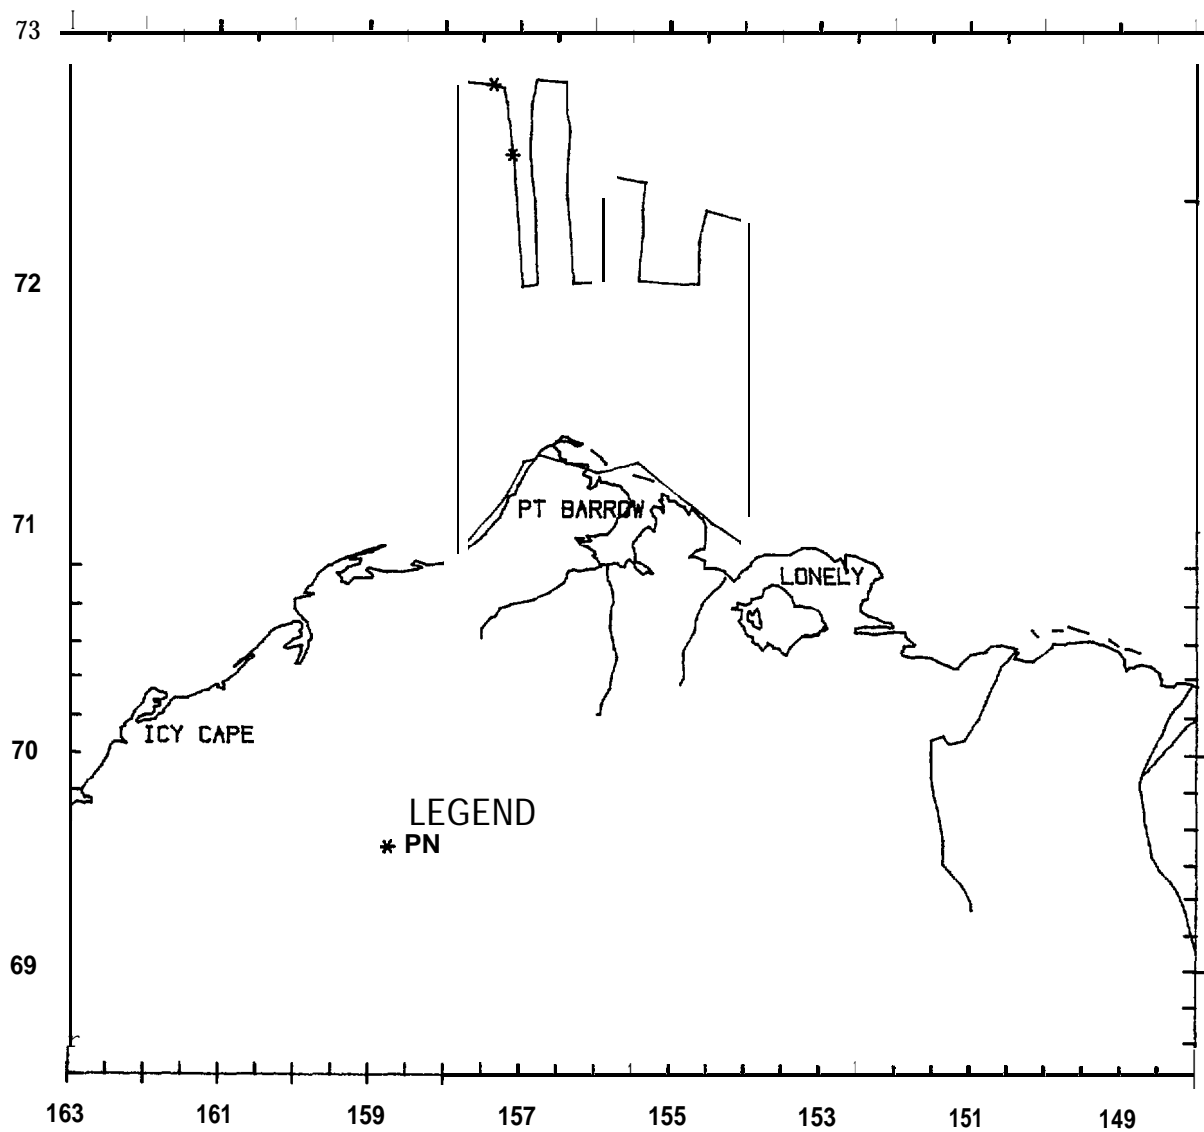 73
72
PT BARROW
71
LONELY
ICY CAPE
70
LEGEND
* PN
69
163 161 159 157 155 153 151 149